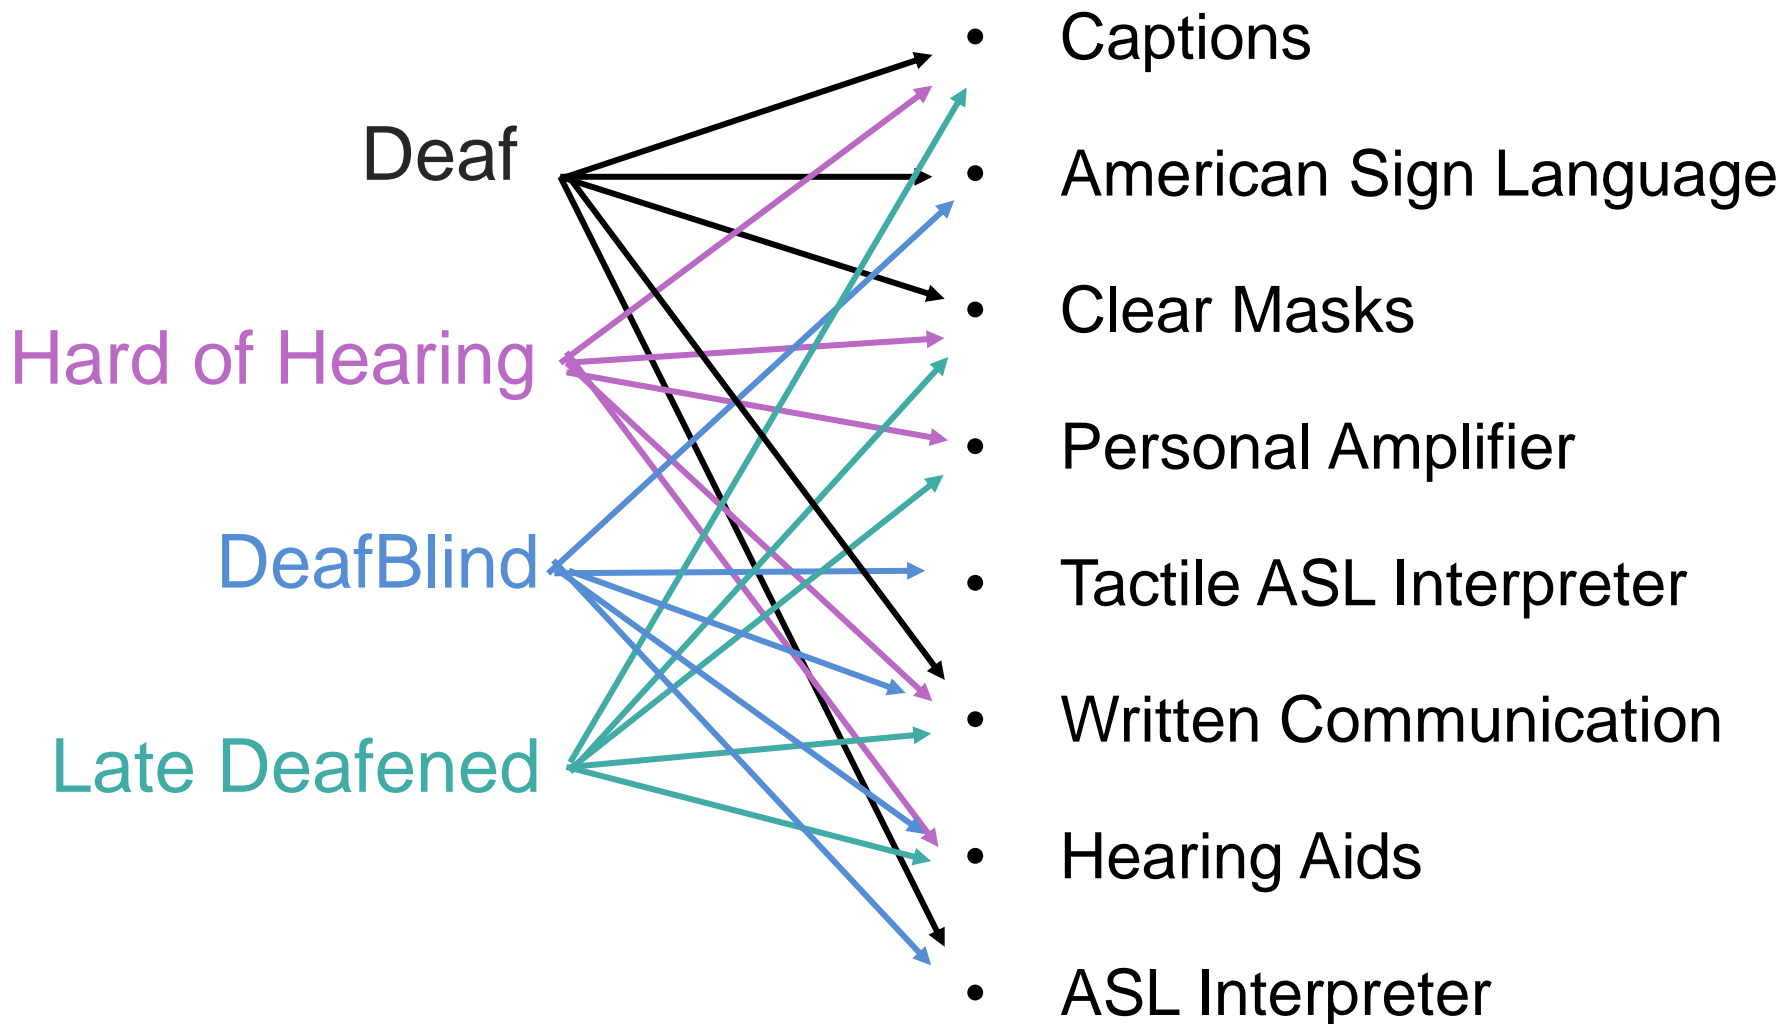 Deaf
Hard of Hearing
DeafBlind
Late Deafened
• Captions
• American Sign Language
• Clear Masks
• Personal Amplifier
• Tactile ASL Interpreter
• Written Communication
• Hearing Aids
• ASL Interpreter